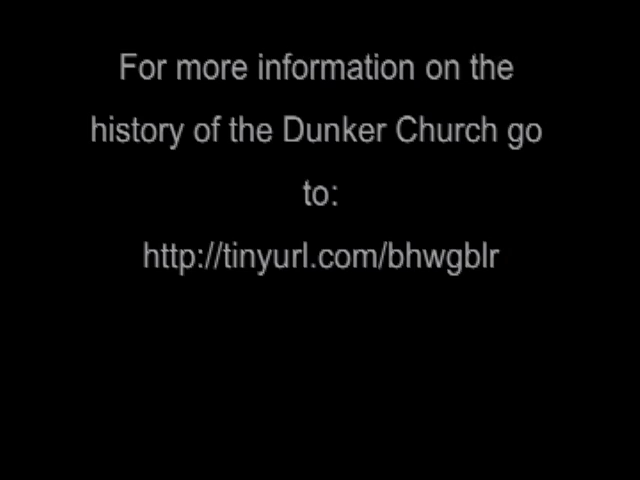 For more information on the
history of the Dunker Church go
to:
http://tinyurl.com/bhwgblr